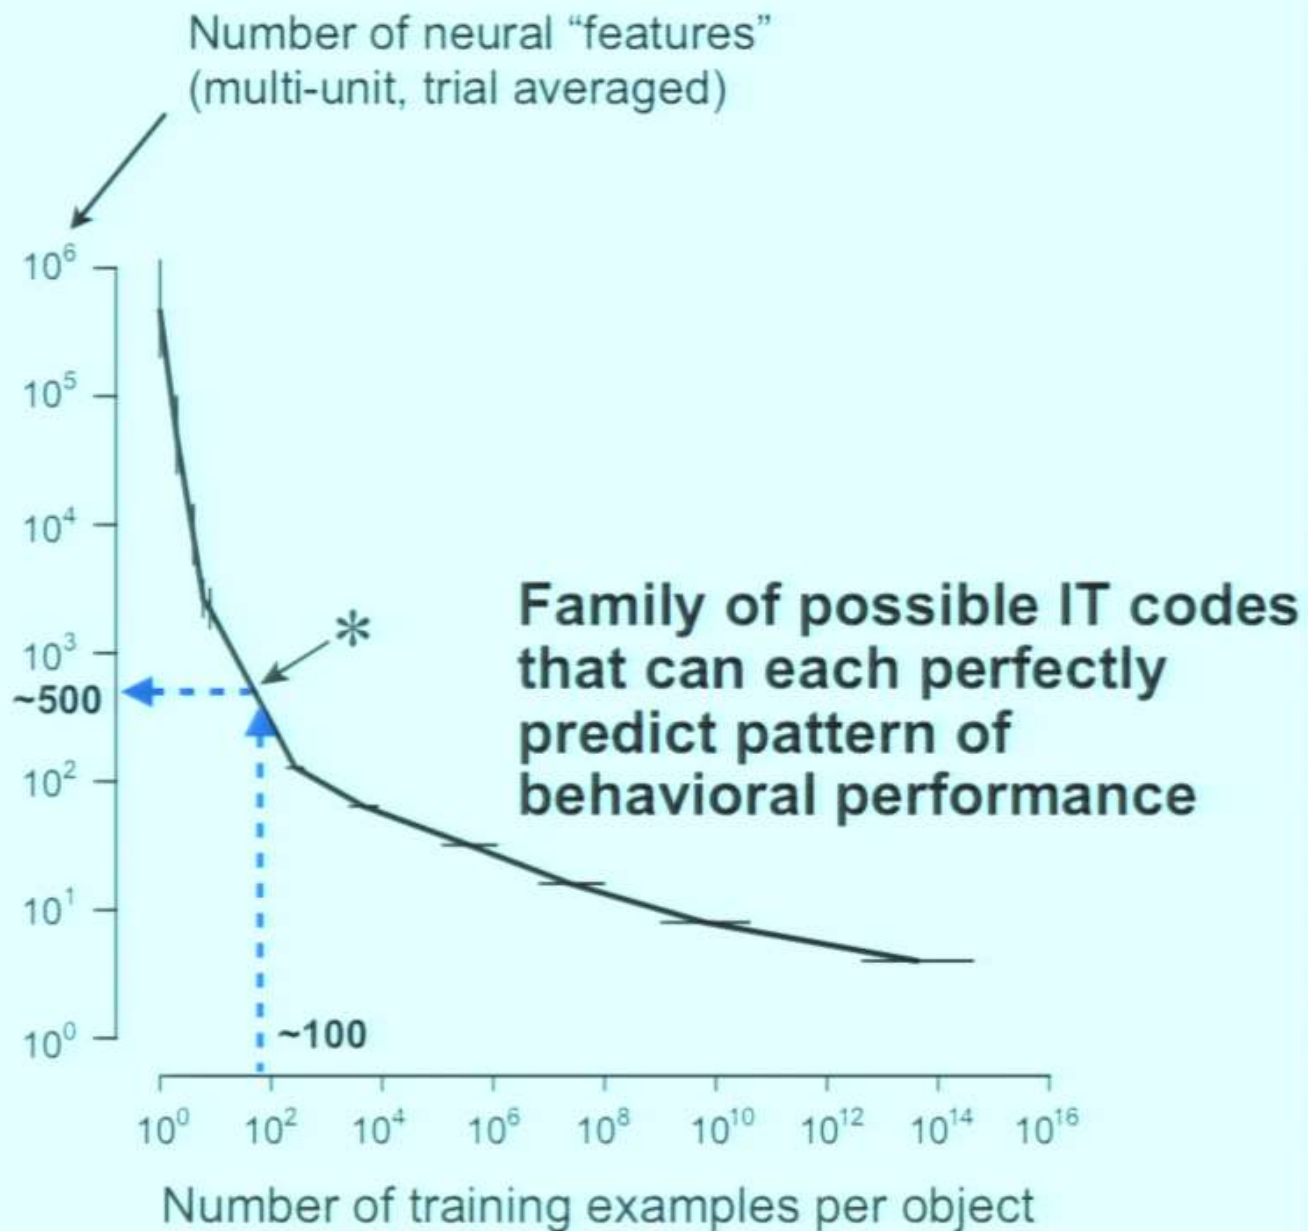 Number of neural “features”
(multi-unit, trial averaged)
10⁶
10⁵
10⁴
10³
~500
10²
10¹
10⁰
*
Family of possible IT codes
that can each perfectly
predict pattern of
behavioral performance
~100
10⁰ 10² 10⁴ 10⁶ 10⁸ 10¹⁰ 10¹² 10¹⁴ 10¹⁶
Number of training examples per object